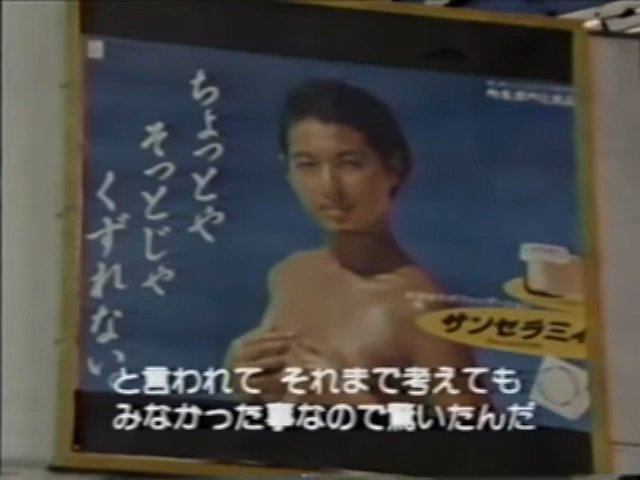 ちょっとや
そっとじゃ
くずれない。
サンセラミィ
と言われて それまで考えても
みなかった事なので驚いたんだ